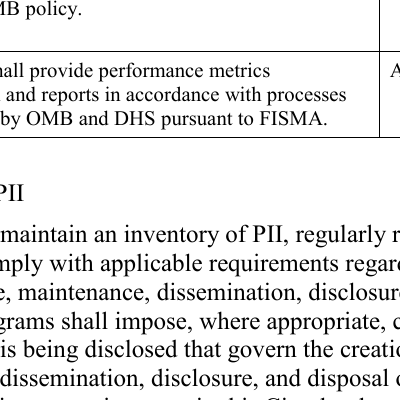 MB policy.
hall provide performance metrics
and reports in accordance with processes
by OMB and DHS pursuant to FISMA.
PII
maintain an inventory of PII, regularly
mply with applicable requirements regar
, maintenance, dissemination, disclosur
grams shall impose, where appropriate,
is being disclosed that govern the creati
dissemination, disclosure, and disposal